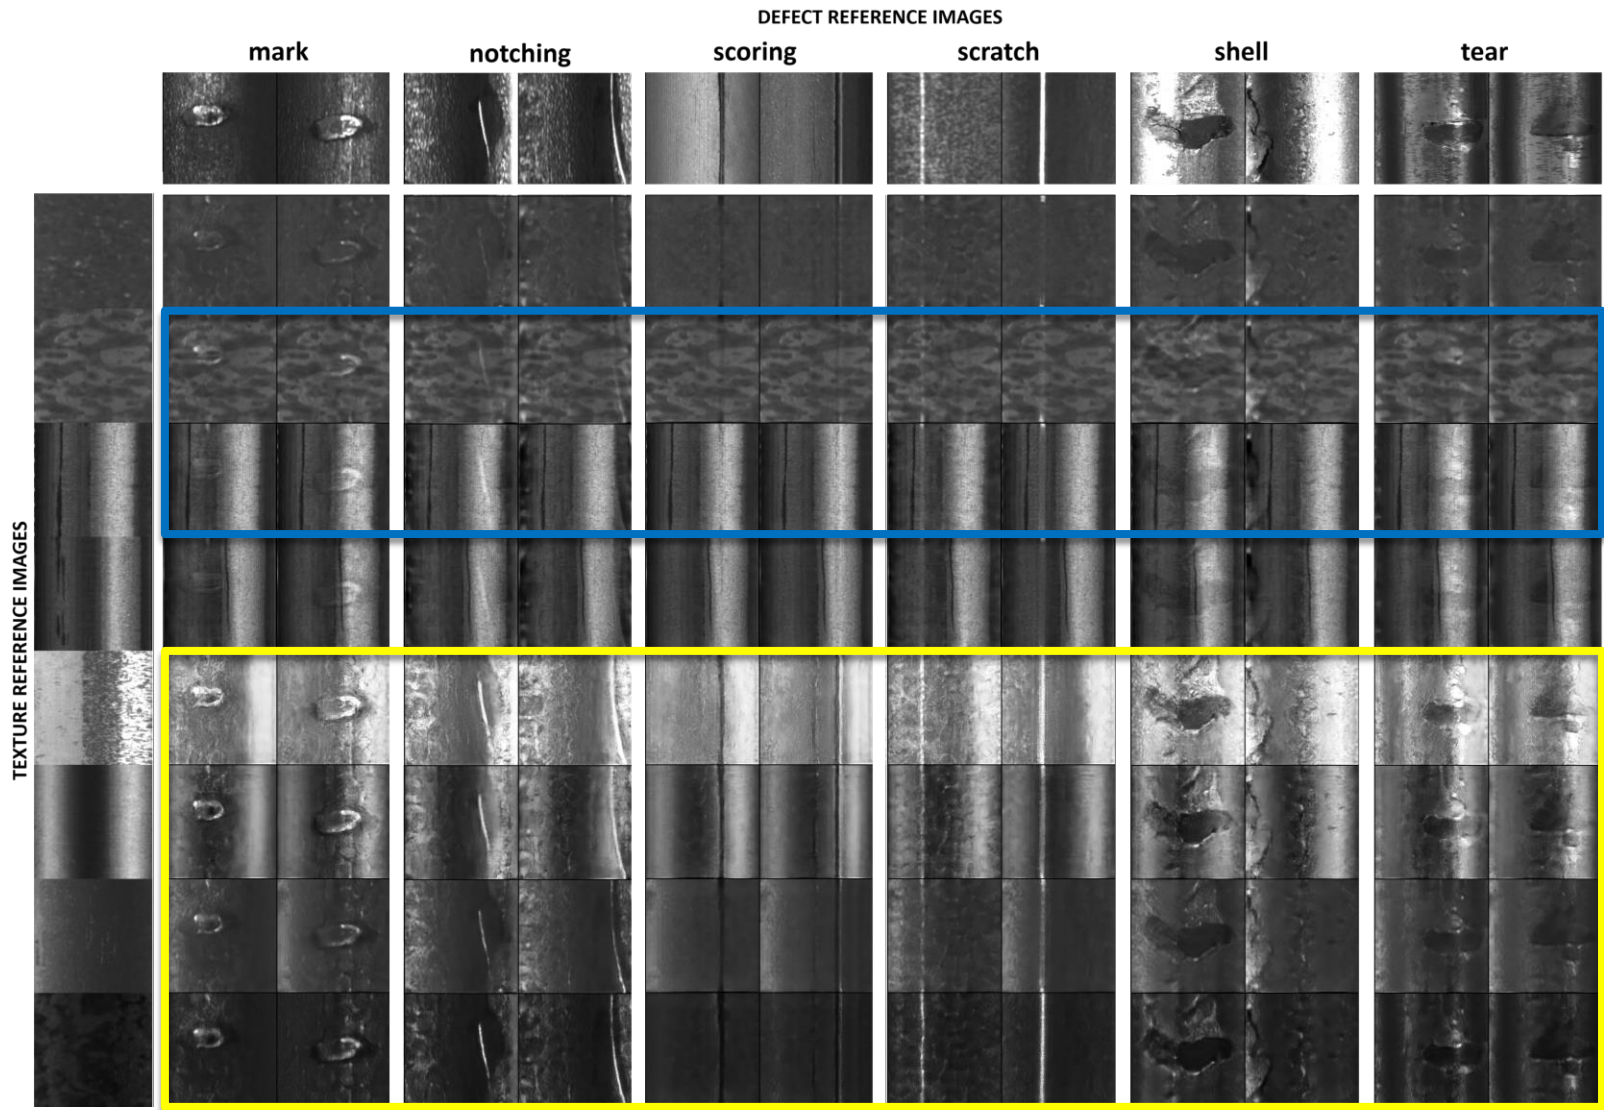 DEFECT REFERENCE IMAGES
mark
notching
scoring
scratch
shell
tear
TEXTURE REFERENCE IMAGES